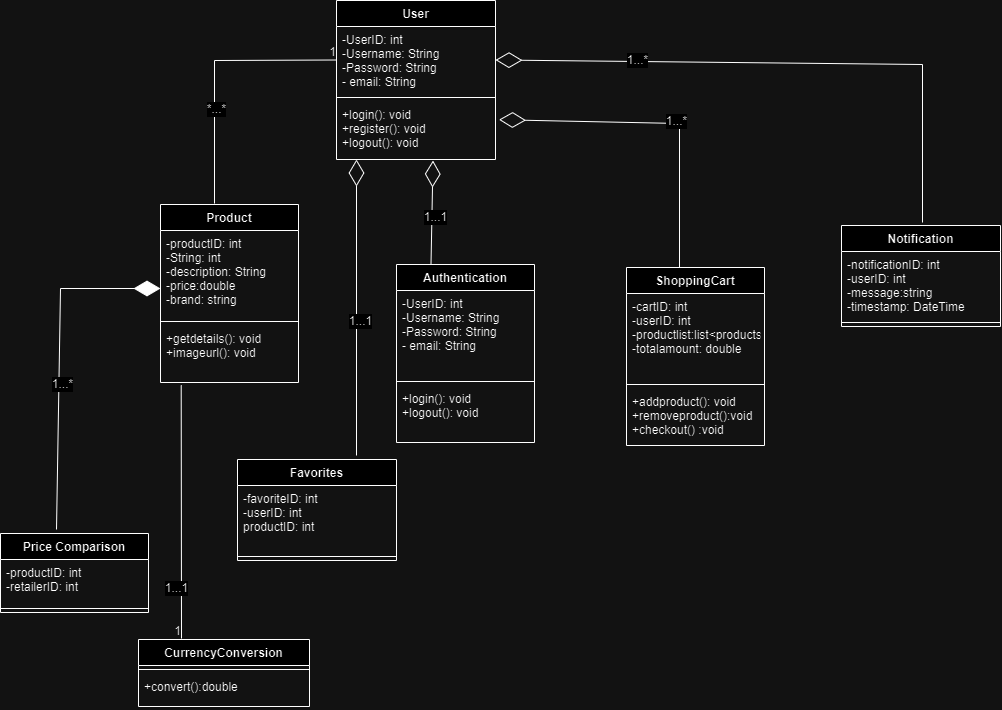 User
-UserID: int
-Username: String
-Password: String
- email: String
+login(): void
+register(): void
+logout(): void
1
*...*
1...*
1...*
1...1
1...1
Product
-productID: int
-String: int
-description: String
-price:double
-brand: string
+getdetails(): void
+imageurl(): void
Authentication
-UserID: int
-Username: String
-Password: String
- email: String
+login(): void
+logout(): void
ShoppingCart
-cartID: int
-userID: int
-productlist:list<products
-totalamount: double
+addproduct(): void
+removeproduct():void
+checkout() :void
Notification
-notificationID: int
-userID: int
-message:string
-timestamp: DateTime
1...*
Favorites
-favoriteID: int
-userID: int
productID: int
Price Comparison
-productID: int
-retailerID: int
1...1
1
CurrencyConversion
+convert():double